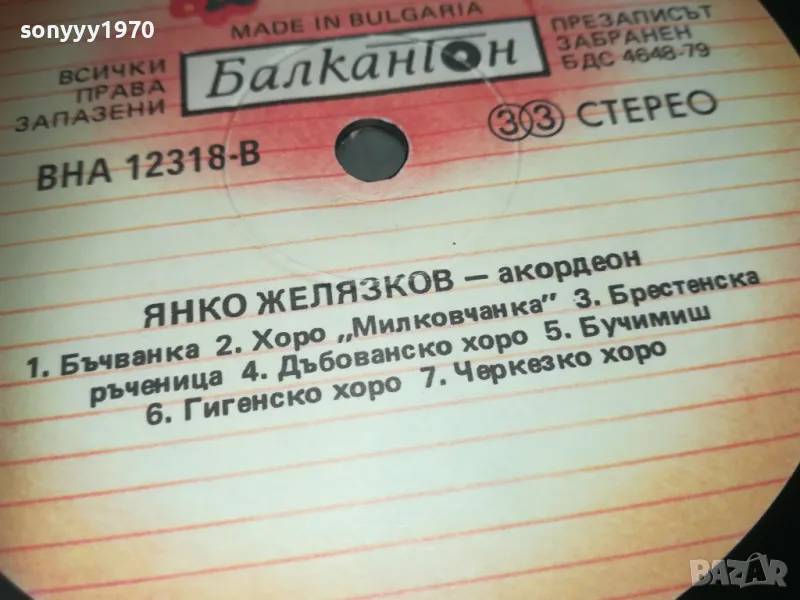 sonyyy1970
MADE IN BULGARIA
ВСИЧКИ
ПРАВА
ЗАПАЗЕНИ
Балкантон
ПРЕЗАПИСЪТ
ЗАБРАНЕН
БДС 4648-79
ВНА 12318-В
33 СТЕРЕО
ЯНКО ЖЕЛЯЗКОВ — акордеон
1. Бъчванка 2. Хоро „Милковчанка" 3. Брестенска
ръченица 4. Дъбованско хоро 5. Бучимиш
6. Гигенско хоро 7. Черкезко хоро
BAZAR
sonyyy1970